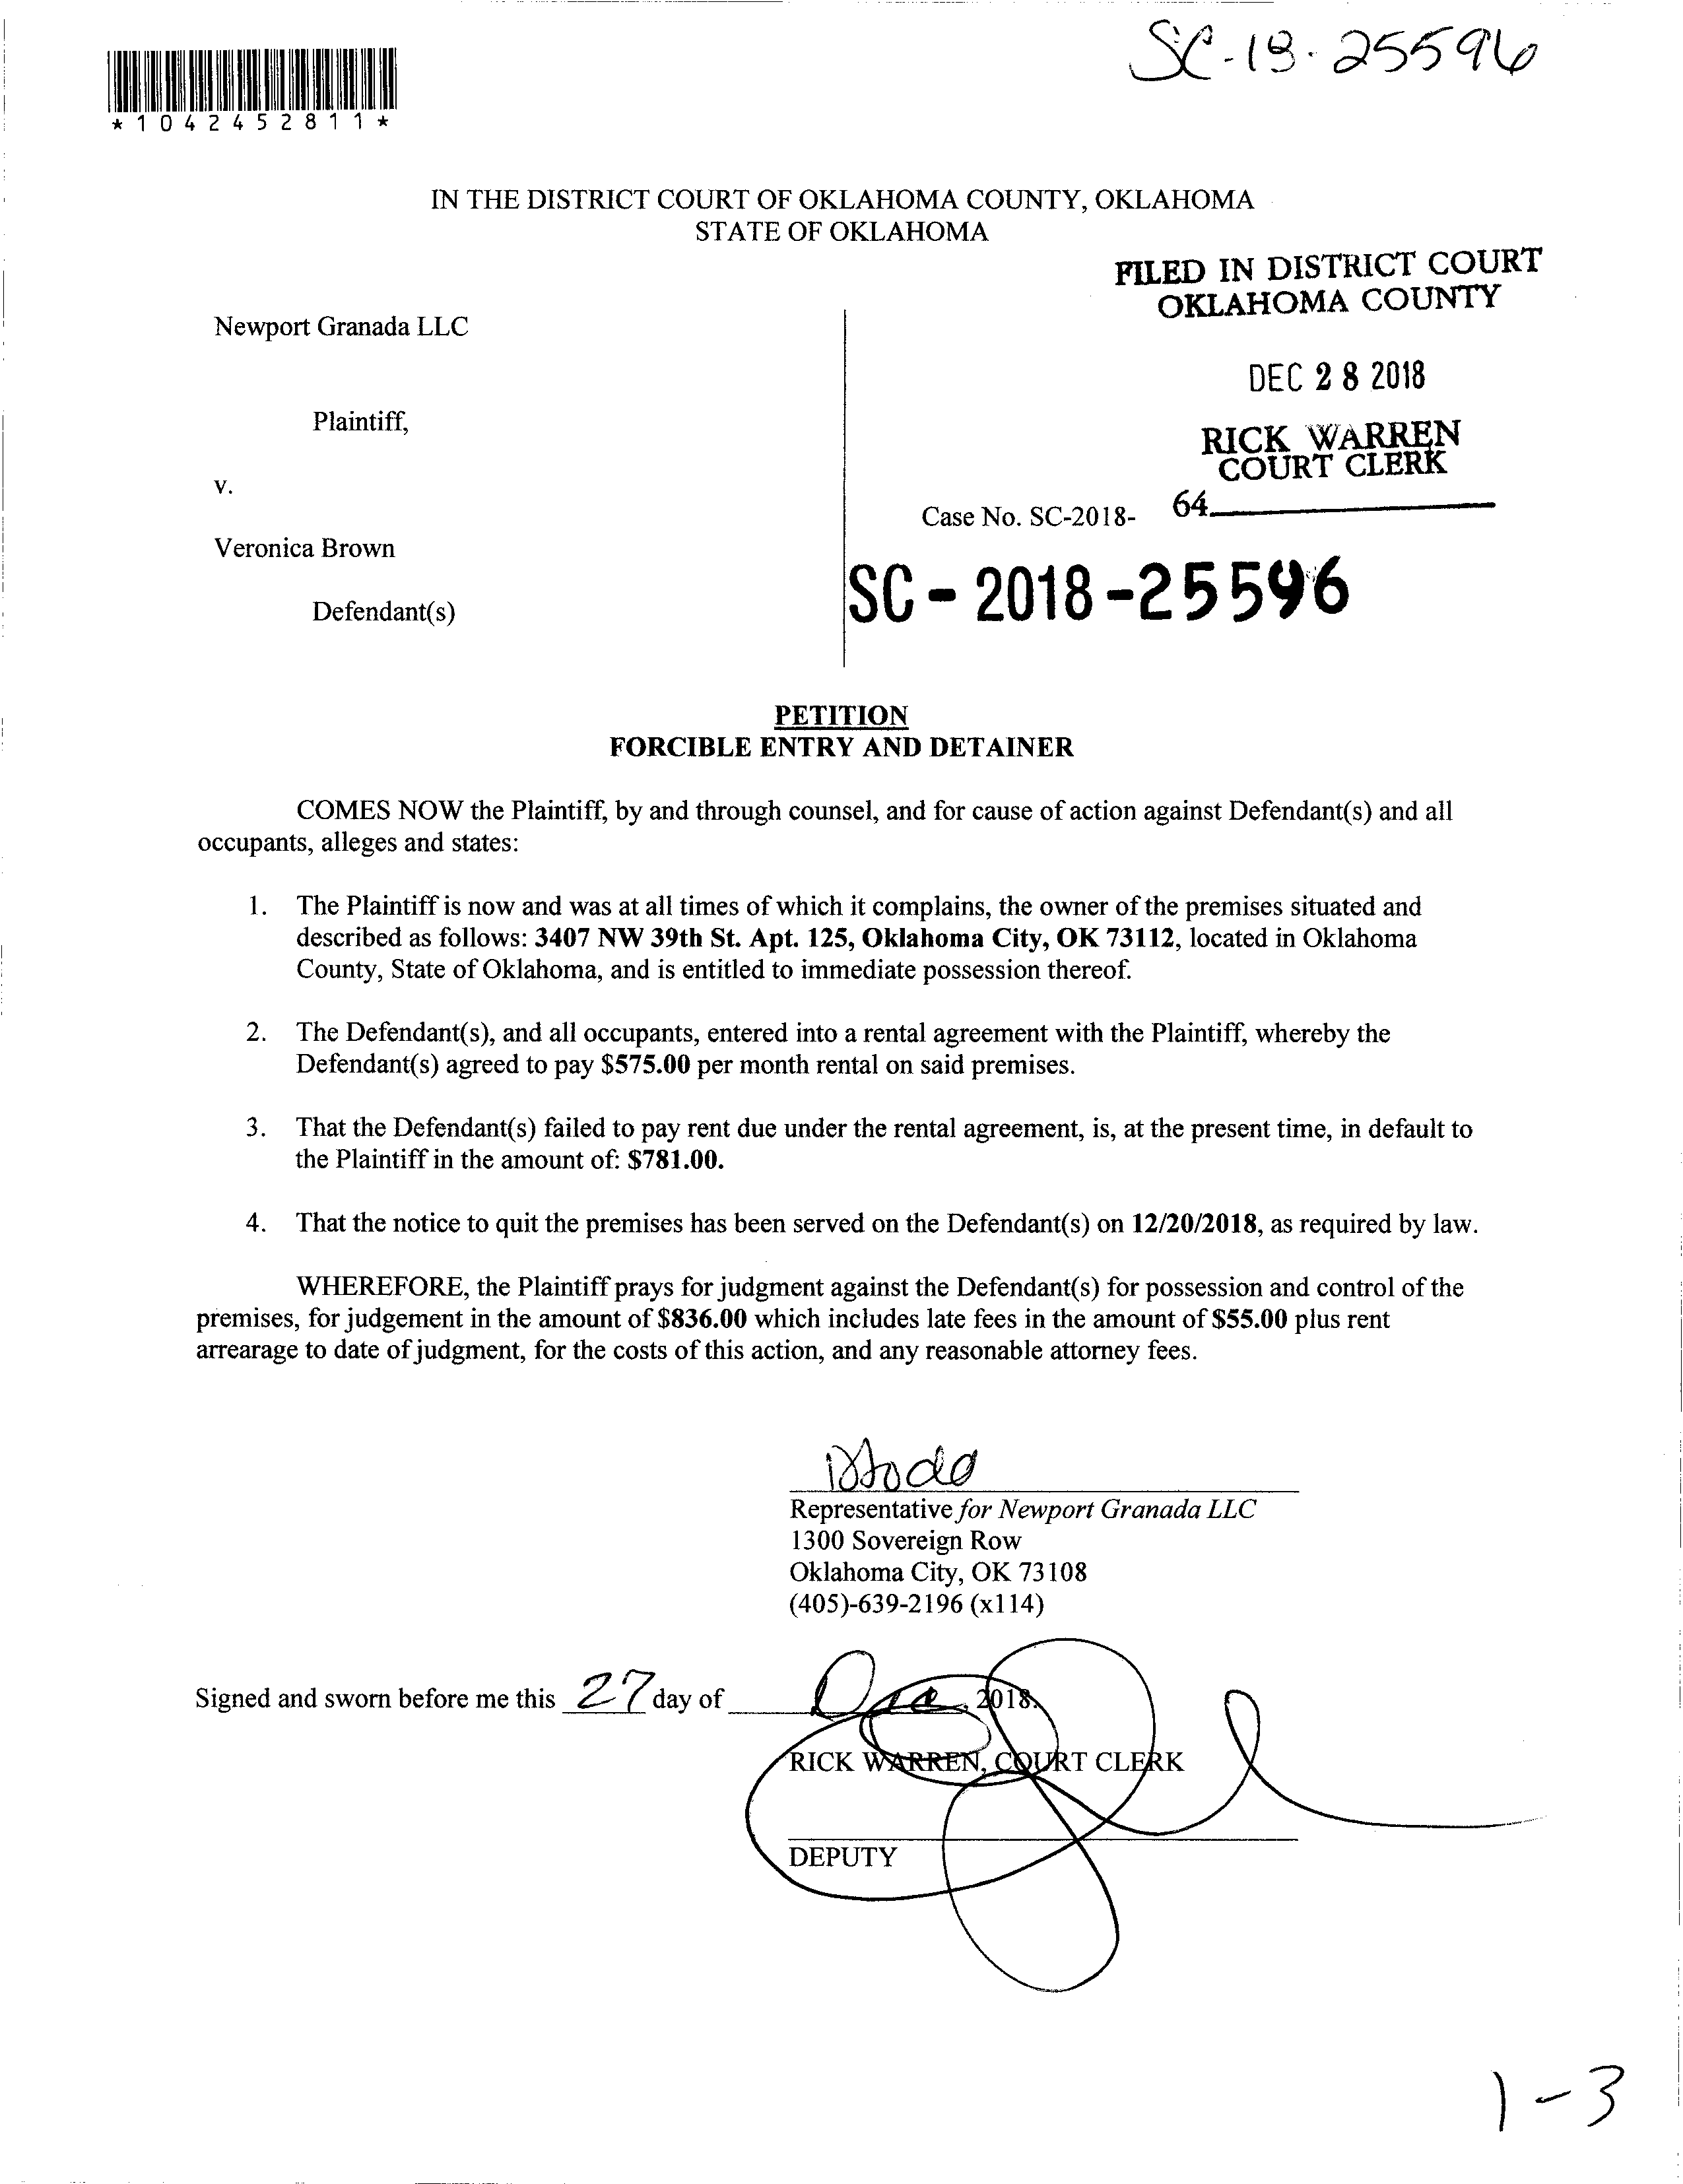 SC-18-25596
*1042452811*
IN THE DISTRICT COURT OF OKLAHOMA COUNTY, OKLAHOMA
STATE OF OKLAHOMA
FILED IN DISTRICT COURT
OKLAHOMA COUNTY
Newport Granada LLC
DEC 28 2018
Plaintiff,
RICK WARREN
COURT CLERK
v.
Case No. SC-2018-
64
Veronica Brown
SC-2018-25596
Defendant(s)
PETITION
FORCIBLE ENTRY AND DETAINER
COMES NOW the Plaintiff, by and through counsel, and for cause of action against Defendant(s) and all
occupants, alleges and states:
1. The Plaintiff is now and was at all times of which it complains, the owner of the premises situated and
described as follows: 3407 NW 39th St. Apt. 125, Oklahoma City, OK 73112, located in Oklahoma
County, State of Oklahoma, and is entitled to immediate possession thereof.
2. The Defendant(s), and all occupants, entered into a rental agreement with the Plaintiff, whereby the
Defendant(s) agreed to pay $575.00 per month rental on said premises.
3. That the Defendant(s) failed to pay rent due under the rental agreement, is, at the present time, in default to
the Plaintiff in the amount of: $781.00.
4. That the notice to quit the premises has been served on the Defendant(s) on 12/20/2018, as required by law.
WHEREFORE, the Plaintiff prays for judgment against the Defendant(s) for possession and control of the
premises, for judgement in the amount of $836.00 which includes late fees in the amount of $55.00 plus rent
arrearage to date of judgment, for the costs of this action, and any reasonable attorney fees.
Representative for Newport Granada LLC
1300 Sovereign Row
Oklahoma City, OK 73108
(405)-639-2196 (x114)
Signed and sworn before me this 27 day of Dec, 2018.
RICK WARREN, COURT CLERK
DEPUTY
1-3